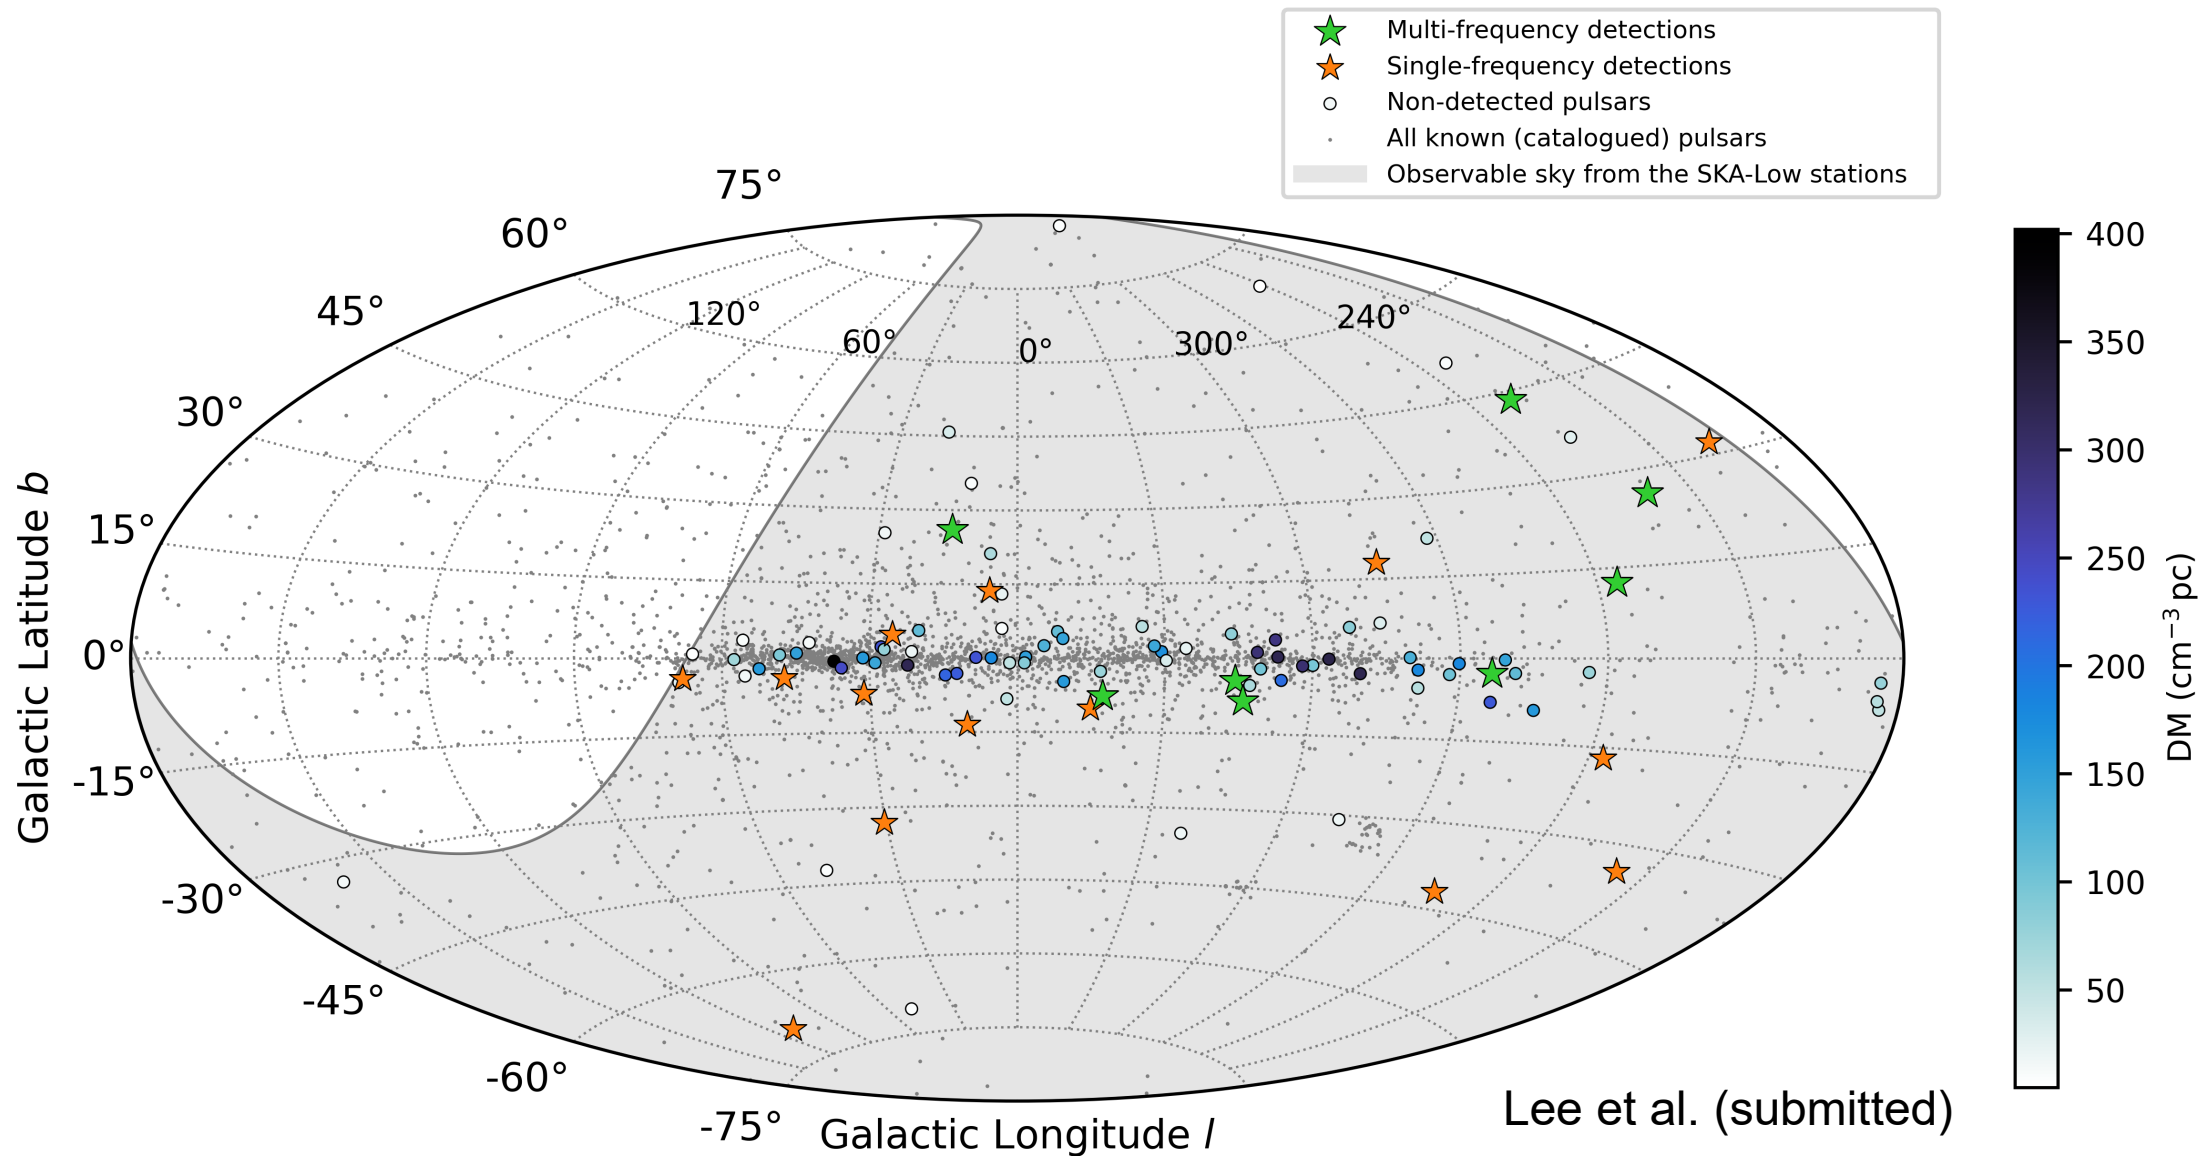 Multi-frequency detections
Single-frequency detections
Non-detected pulsars
All known (catalogued) pulsars
Observable sky from the SKA-Low stations
75°
60°
45°
30°
15°
0°
-15°
-30°
-45°
-60°
-75°
120°
60°
0°
300°
240°
Galactic Latitude b
Galactic Longitude l
400
350
300
250
200
150
100
50
DM (cm⁻³ pc)
Lee et al. (submitted)